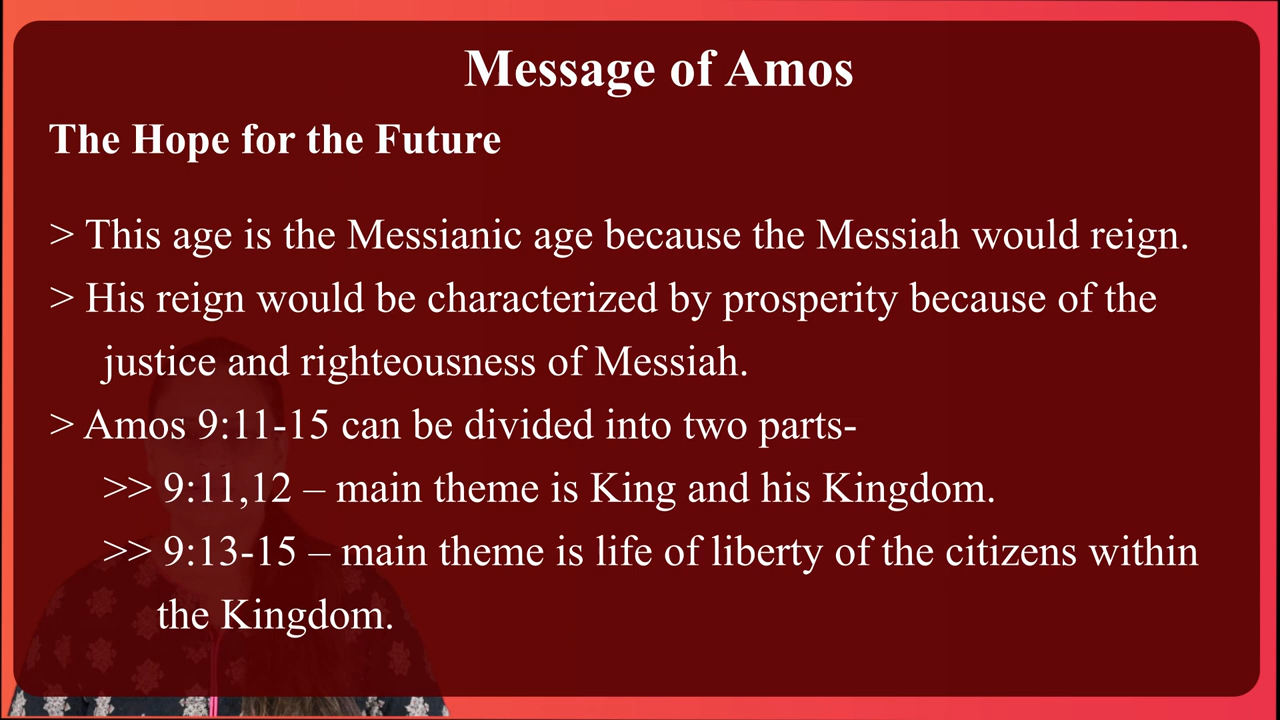 Message of Amos
The Hope for the Future
> This age is the Messianic age because the Messiah would reign.
> His reign would be characterized by prosperity because of the
justice and righteousness of Messiah.
> Amos 9:11-15 can be divided into two parts-
>> 9:11,12 – main theme is King and his Kingdom.
>> 9:13-15 – main theme is life of liberty of the citizens within
the Kingdom.